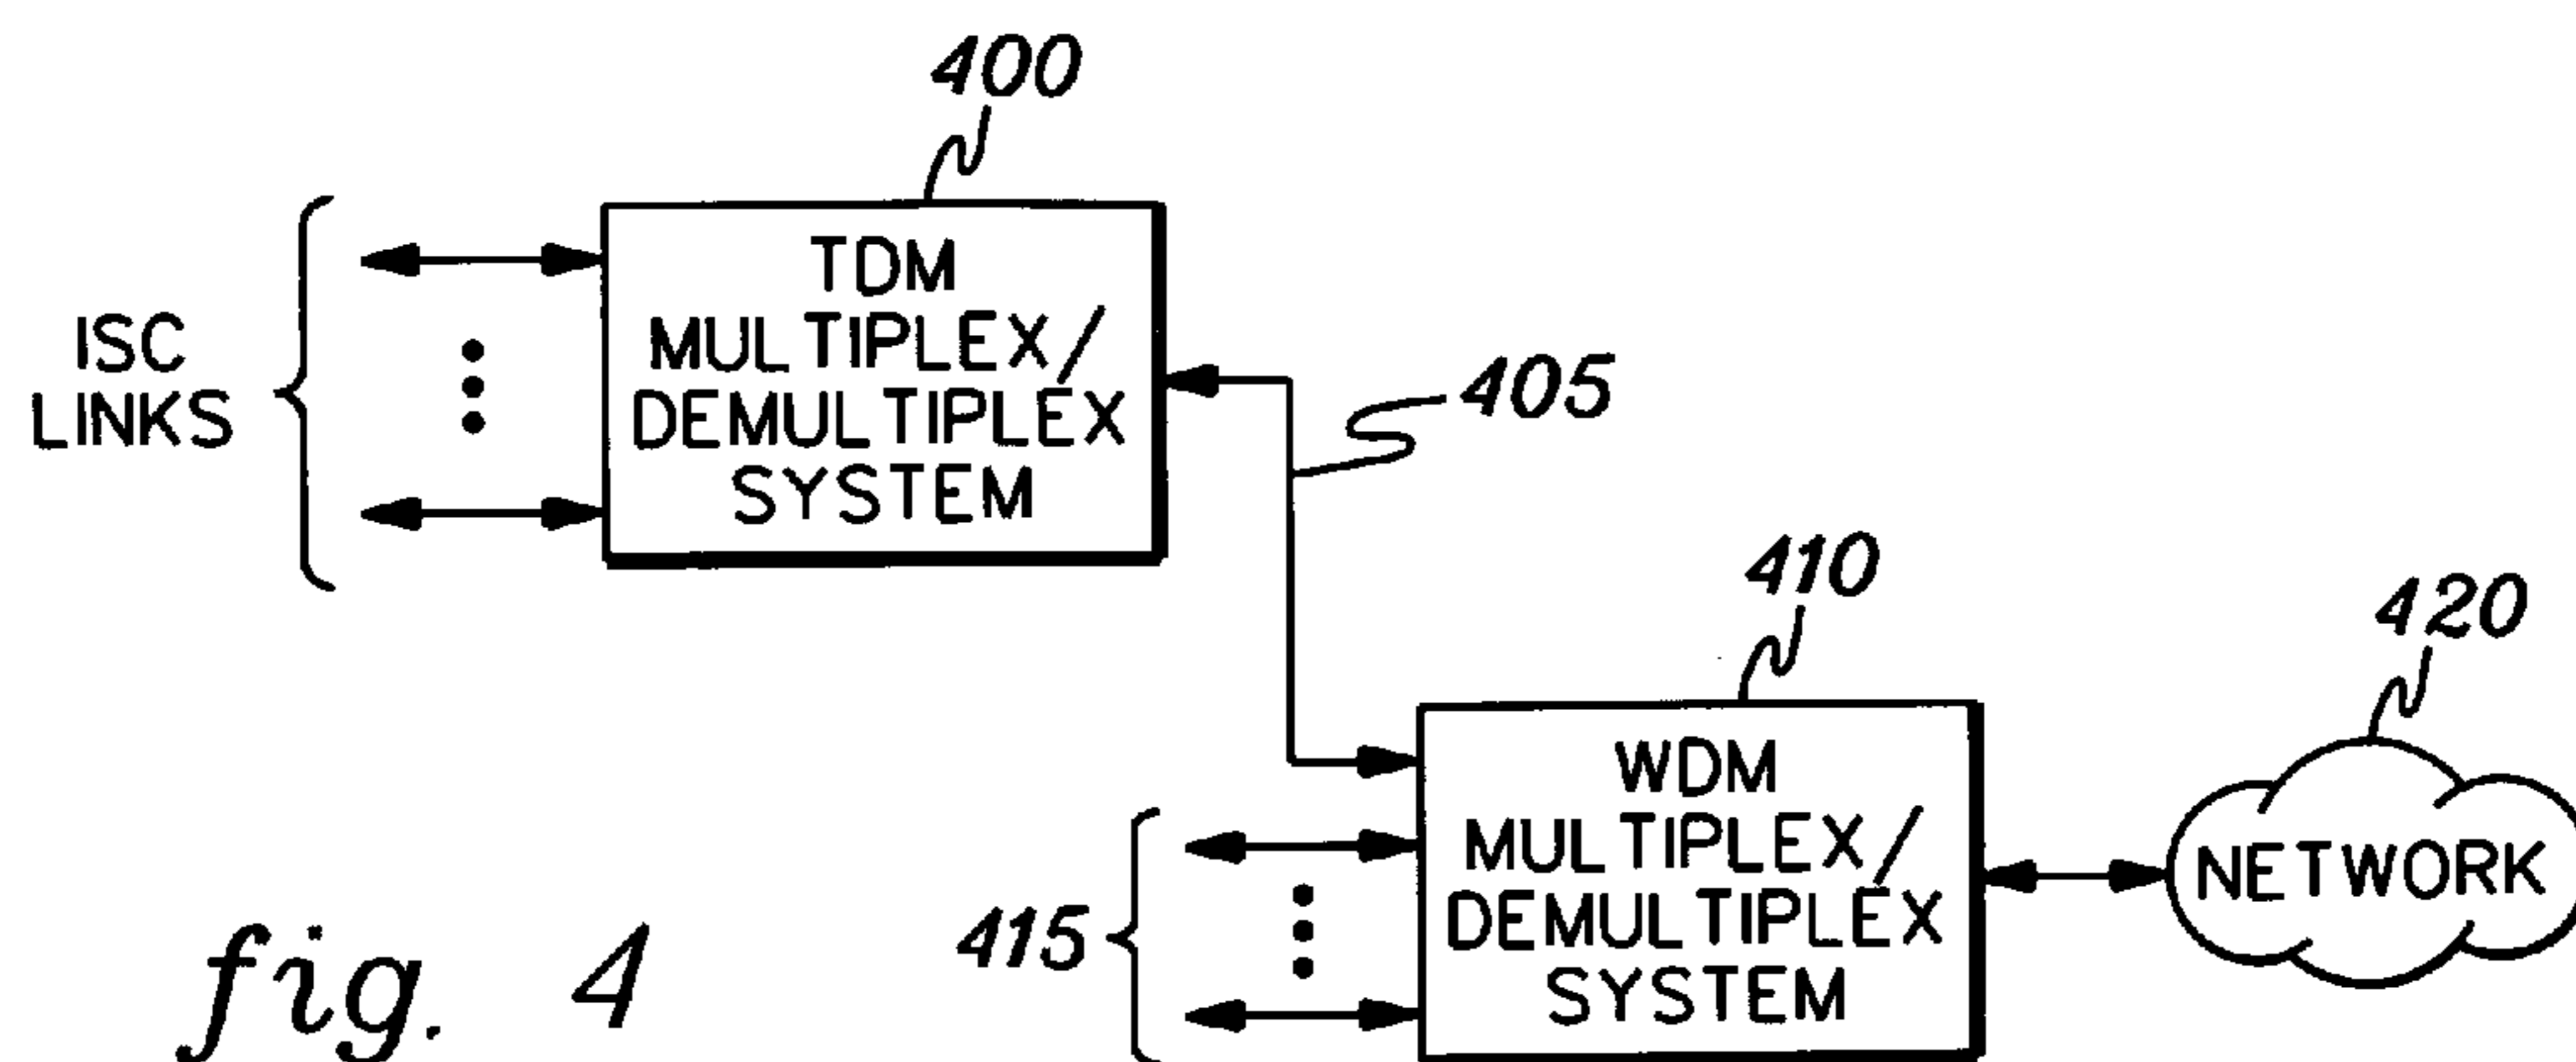 400
ISC
LINKS
TDM
MULTIPLEX/
DEMULTIPLEX
SYSTEM
405
410
420
WDM
MULTIPLEX/
DEMULTIPLEX
SYSTEM
NETWORK
415
fig. 4